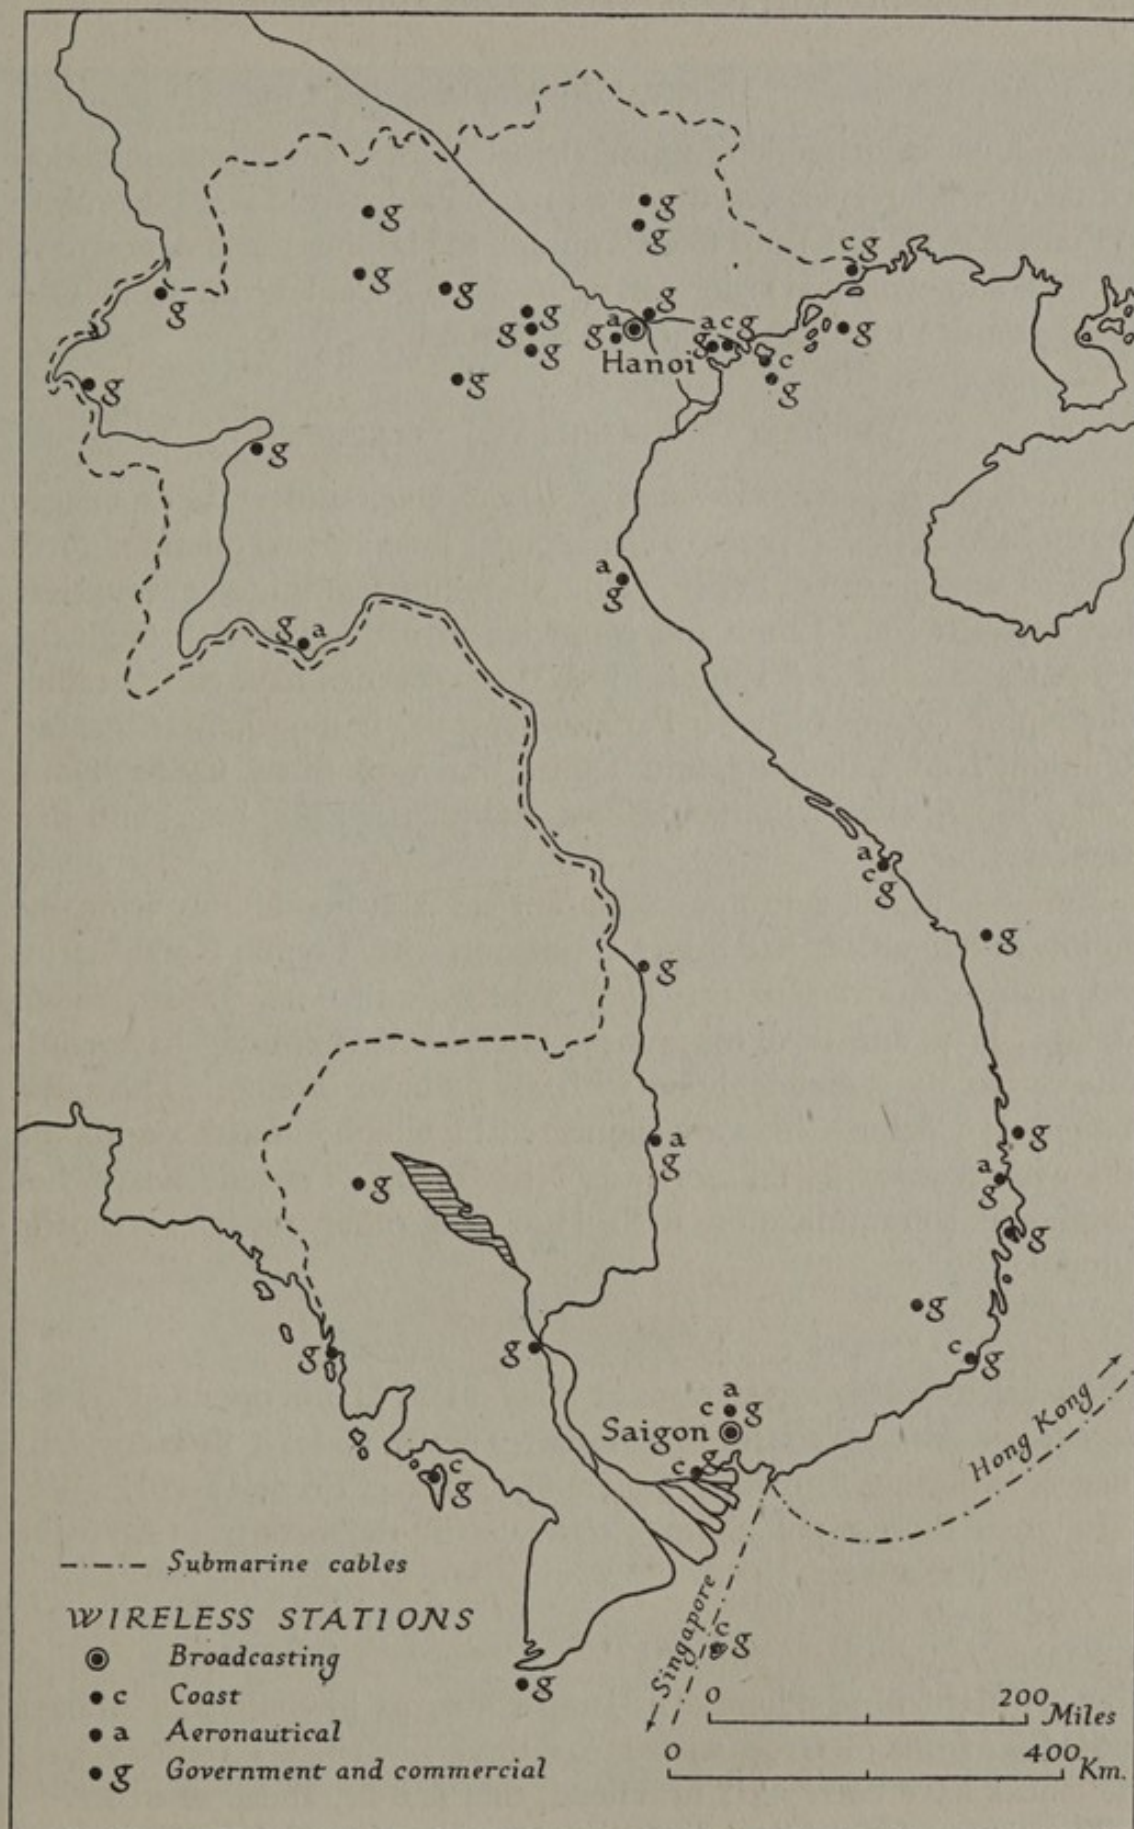 g
g
g
g
c g
g
g
g
g
g
g
a
g
Hanoi
g
a c g
g
c
g
g
g
g
a
g
g a
a
c
g
g
g
g
a
g
a
g
g
g
g
g
g
c
g
a
c g
Saigon
c g
c
g
Hong Kong
Singapore
c
g
g
Submarine cables
WIRELESS STATIONS
Broadcasting
c Coast
a Aeronautical
g Government and commercial
0 200 Miles
0 400 Km.